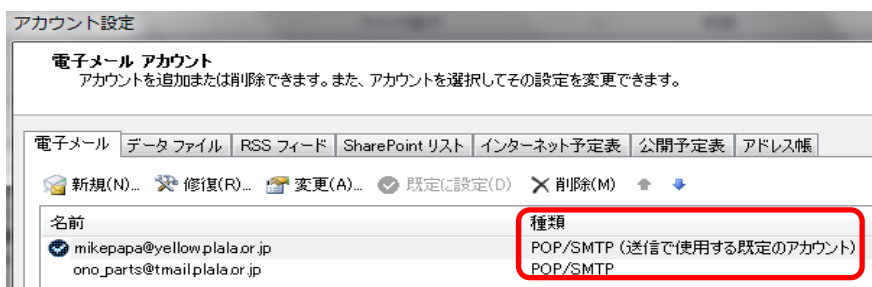 アカウント設定
電子メール アカウント
アカウントを追加または削除できます。また、アカウントを選択してその設定を変更できます。
電子メール データ ファイル RSS フィード SharePoint リスト インターネット予定表 公開予定表 アドレス帳
新規(N)... 修復(R)... 変更(A)... 既定に設定(D) 削除(M)
名前 種類
mikepapa@yellow.plala.or.jp POP/SMTP (送信で使用する既定のアカウント)
ono_parts@tmail.plala.or.jp POP/SMTP